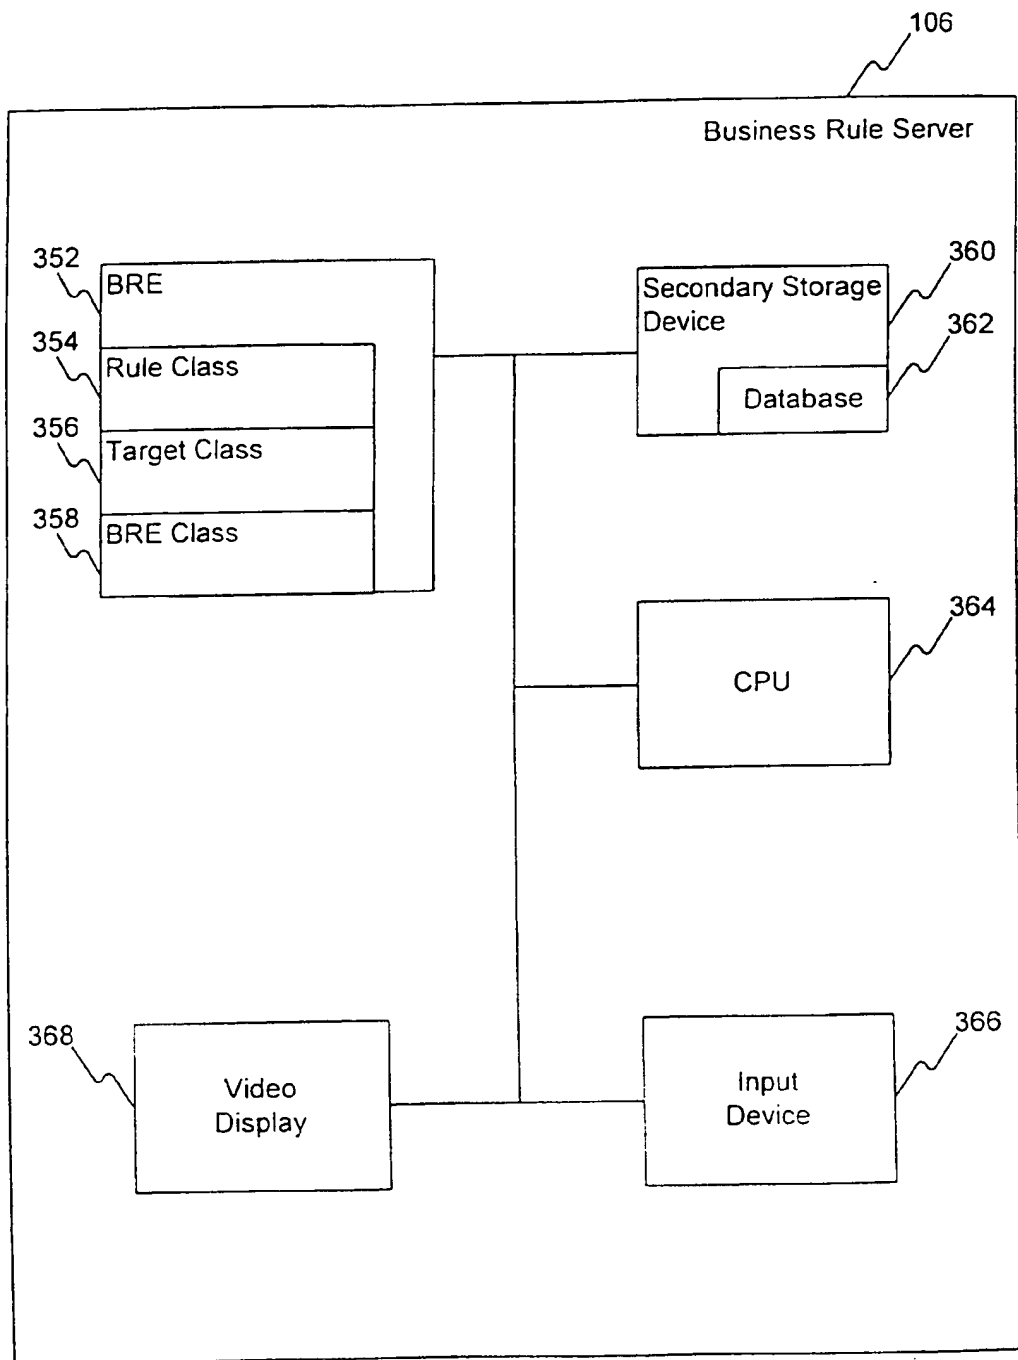 106
Business Rule Server
352
BRE
360
Secondary Storage
Device
362
354
Rule Class
Database
356
Target Class
358
BRE Class
364
CPU
368
Video
Display
366
Input
Device